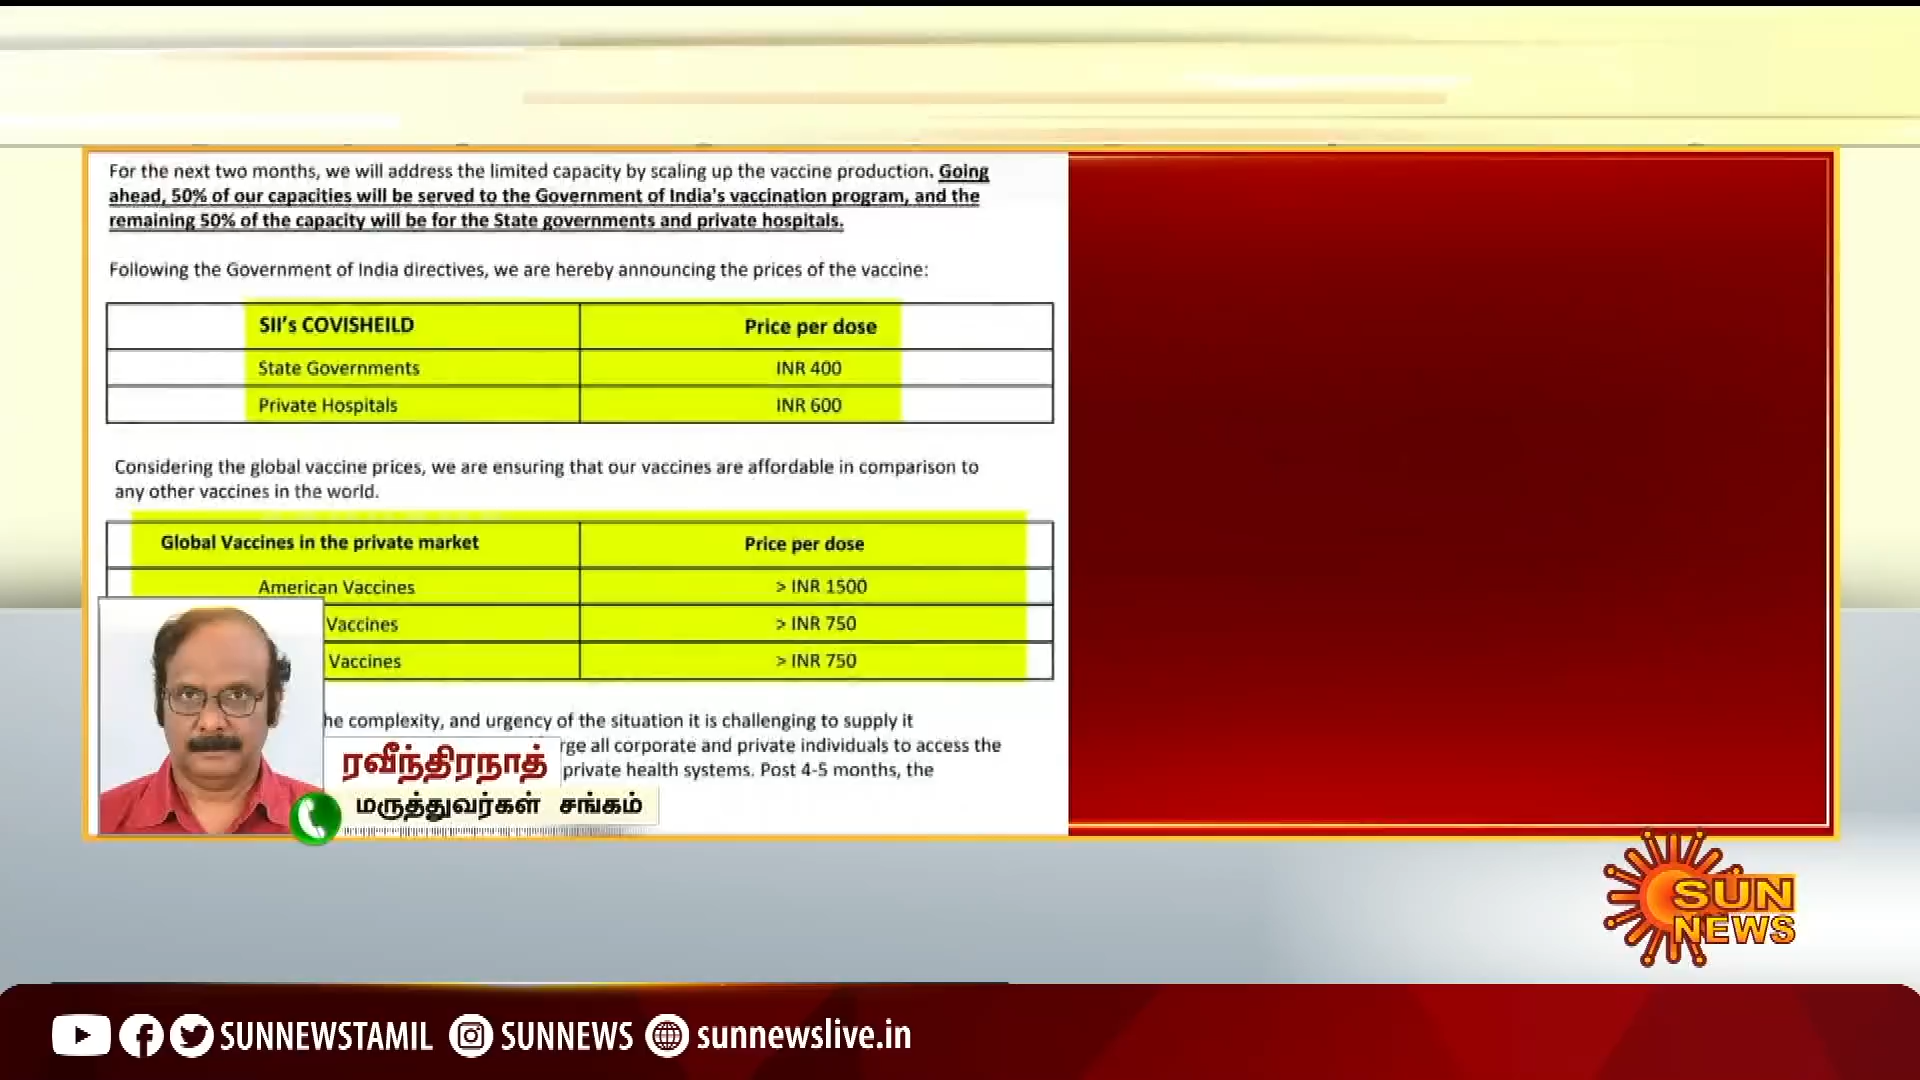 For the next two months, we will address the limited capacity by scaling up the vaccine production. Going
ahead, 50% of our capacities will be served to the Government of India's vaccination program, and the
remaining 50% of the capacity will be for the State governments and private hospitals.
Following the Government of India directives, we are hereby announcing the prices of the vaccine:
SII's COVISHEILD Price per dose
State Governments INR 400
Private Hospitals INR 600
Considering the global vaccine prices, we are ensuring that our vaccines are affordable in comparison to
any other vaccines in the world.
Global Vaccines in the private market Price per dose
American Vaccines > INR 1500
Vaccines > INR 750
Vaccines > INR 750
he complexity, and urgency of the situation it is challenging to supply it
rge all corporate and private individuals to access the
private health systems. Post 4-5 months, the
ரவீந்திரநாத்
மருத்துவர்கள் சங்கம்
SUN
NEWS
SUNNEWSTAMIL SUNNEWS sunnewslive.in